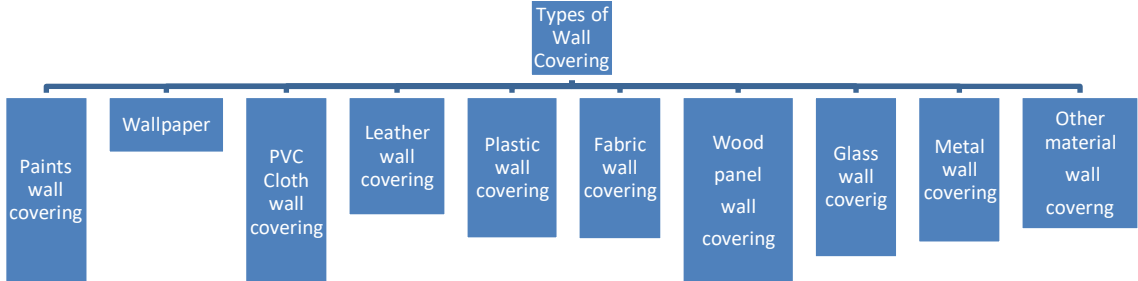 Types of
Wall
Covering
Paints
wall
covering
Wallpaper
PVC
Cloth
wall
covering
Leather
wall
covering
Plastic
wall
covering
Fabric
wall
covering
Wood
panel
wall
covering
Glass
wall
coverig
Metal
wall
covering
Other
material
wall
coverng